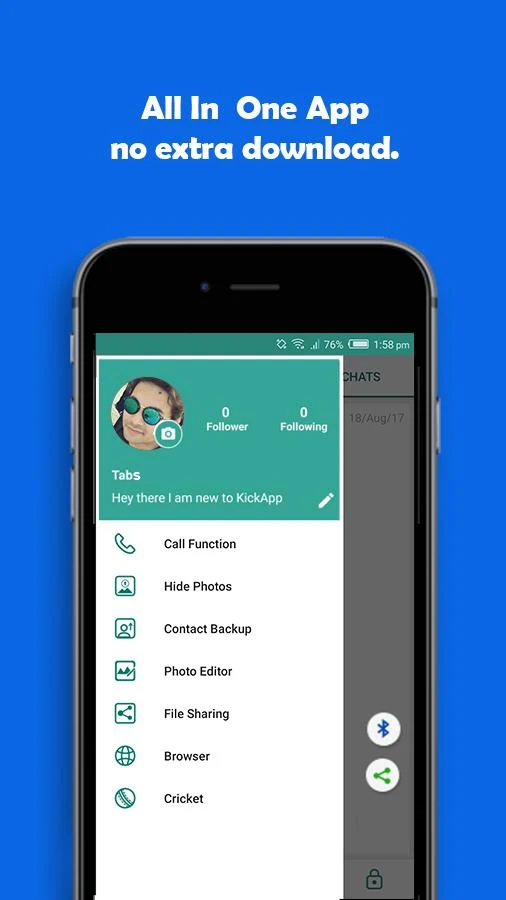 All In One App
no extra download.
76% 1:58 pm
CHATS
0 0
Follower Following
18/Aug/17
Tabs
Hey there I am new to KickApp
Call Function
Hide Photos
Contact Backup
Photo Editor
File Sharing
Browser
Cricket